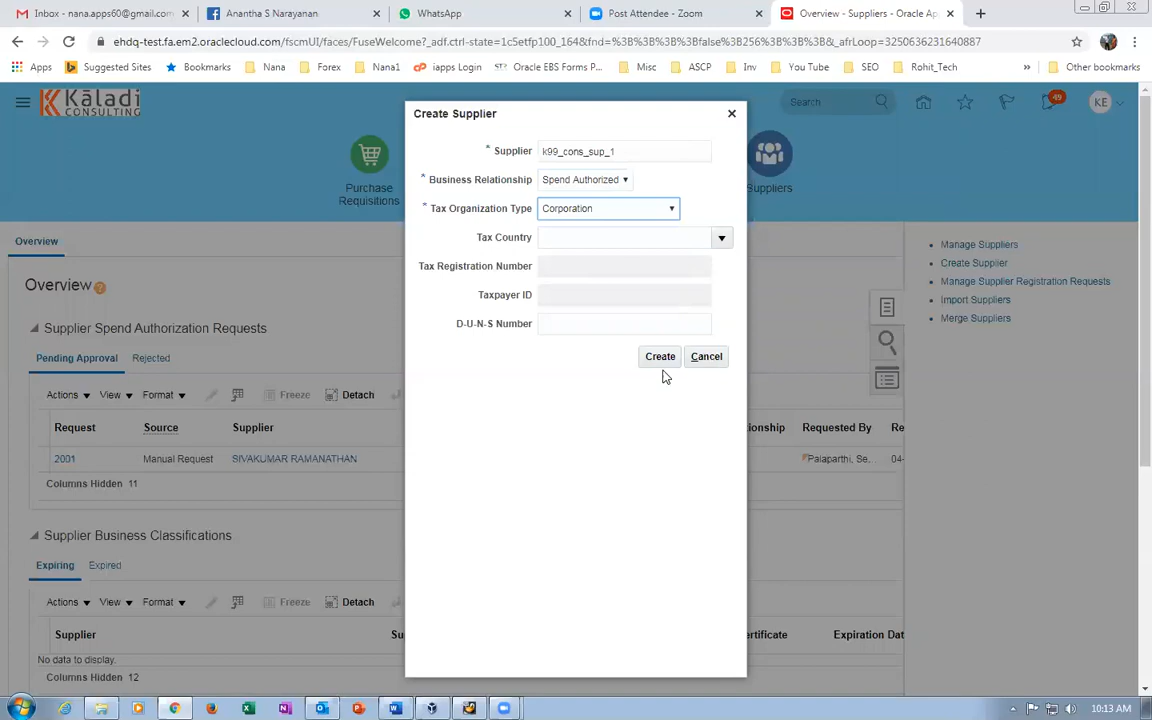 Inbox - nana.apps60@gmail.com
Anantha S Narayanan
WhatsApp
Post Attendee - Zoom
Overview - Suppliers - Oracle Ap
ehdq-test.fa.em2.oraclecloud.com/fscmUI/faces/FuseWelcome?_adf.ctrl-state=1c5etfp100_164&fnd=%3B%3B%3B%3Bfalse%3B256%3B%3B%3B&_afrLoop=3250636231640887
Apps
Suggested Sites
Bookmarks
Nana
Forex
Nana1
iapps Login
Oracle EBS Forms P...
Misc
ASCP
Inv
You Tube
SEO
Rohit_Tech
»
Other bookmarks
Kaladi
CONSULTING
Search
49
KE
Purchase
Requisitions
Suppliers
Create Supplier
* Supplier k99_cons_sup_1
* Business Relationship Spend Authorized
* Tax Organization Type Corporation
Tax Country
Tax Registration Number
Taxpayer ID
D-U-N-S Number
Create Cancel
Overview
Overview
Supplier Spend Authorization Requests
Pending Approval Rejected
Actions View Format Freeze Detach
Request Source Supplier
ionship Requested By Re
2001 Manual Request SIVAKUMAR RAMANATHAN
Palaparthi, Se... 04-
Columns Hidden 11
Supplier Business Classifications
Expiring Expired
Actions View Format Freeze Detach
Supplier Su
ertificate Expiration Dat
No data to display.
Columns Hidden 12
Manage Suppliers
Create Supplier
Manage Supplier Registration Requests
Import Suppliers
Merge Suppliers
10:13 AM